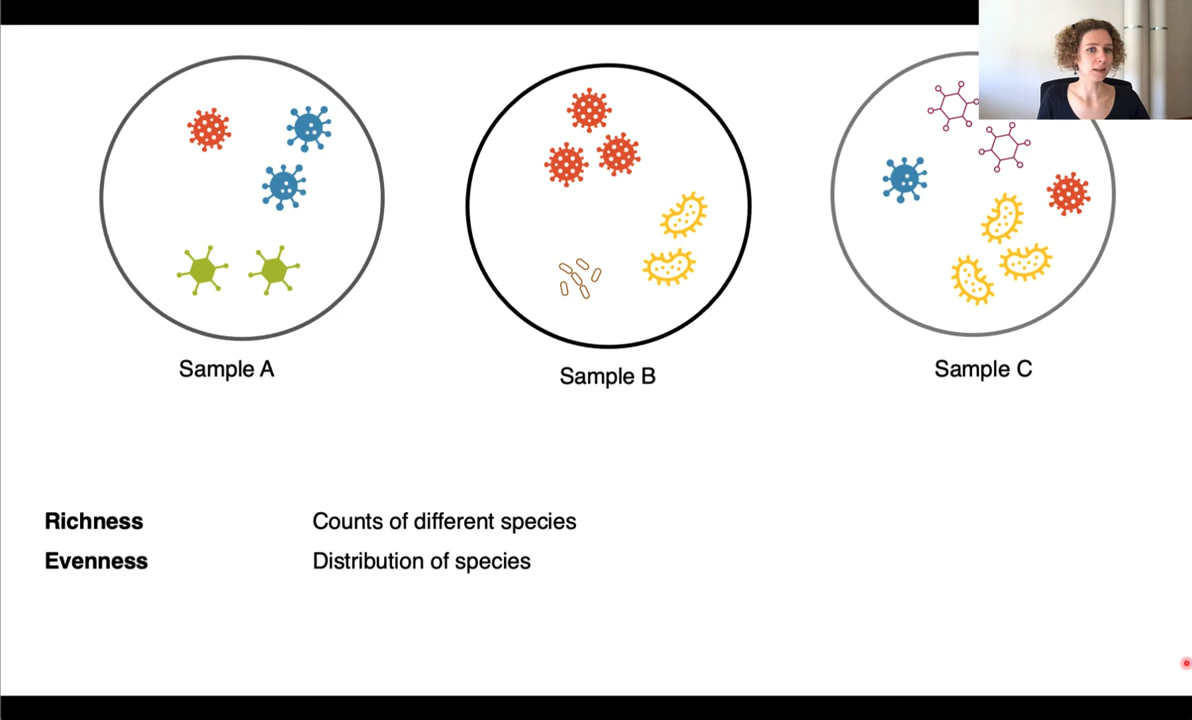 Sample A
Sample B
Sample C
Richness Counts of different species
Evenness Distribution of species